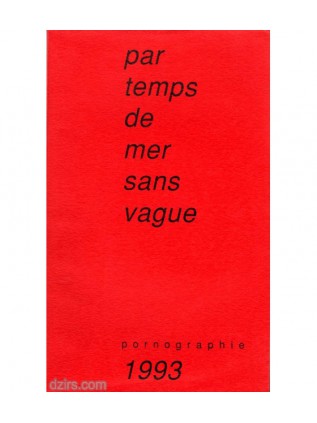 par
temps
de
mer
sans
vague
pornographie
1993
dzirs.com